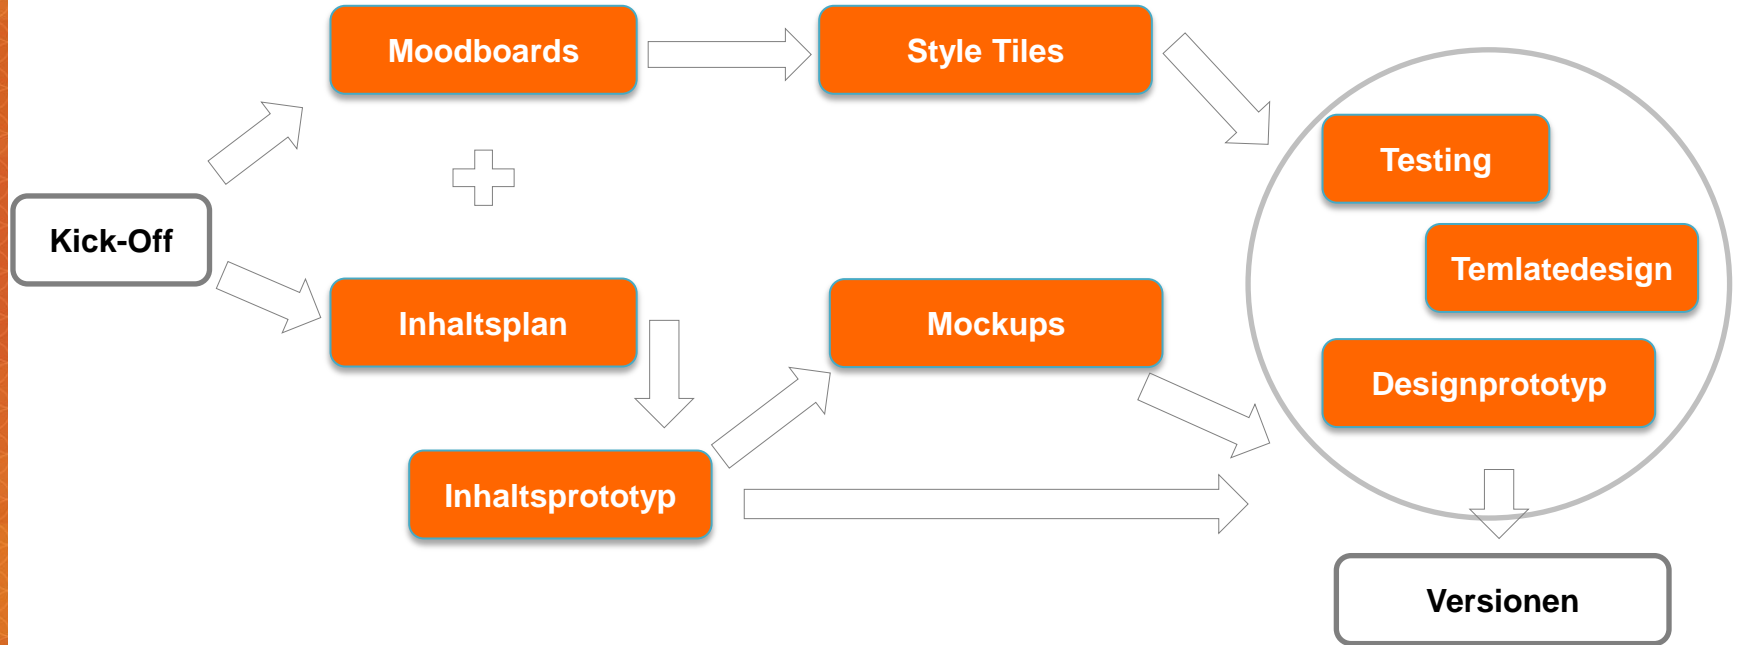 Moodboards
Style Tiles
Testing
Kick-Off
Temlatedesign
Inhaltsplan
Mockups
Designprototyp
Inhaltsprototyp
Versionen